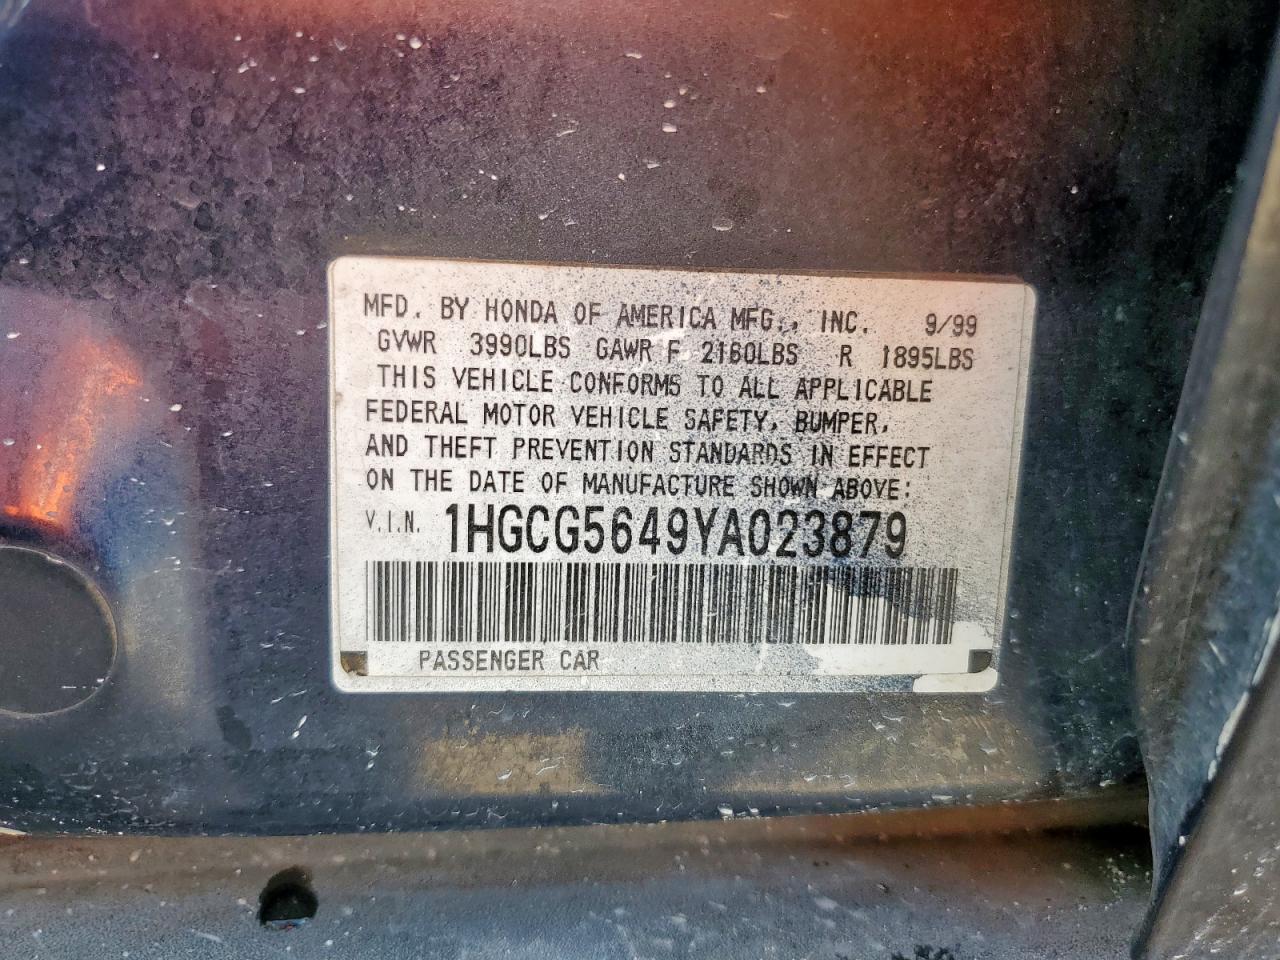 MFD. BY HONDA OF AMERICA MFG., INC. 9/99
GVWR 3990LBS GAWR F 2160LBS R 1895LBS
THIS VEHICLE CONFORMS TO ALL APPLICABLE
FEDERAL MOTOR VEHICLE SAFETY, BUMPER,
AND THEFT PREVENTION STANDARDS IN EFFECT
ON THE DATE OF MANUFACTURE SHOWN ABOVE:
V.I.N. 1HGCG5649YA023879
PASSENGER CAR